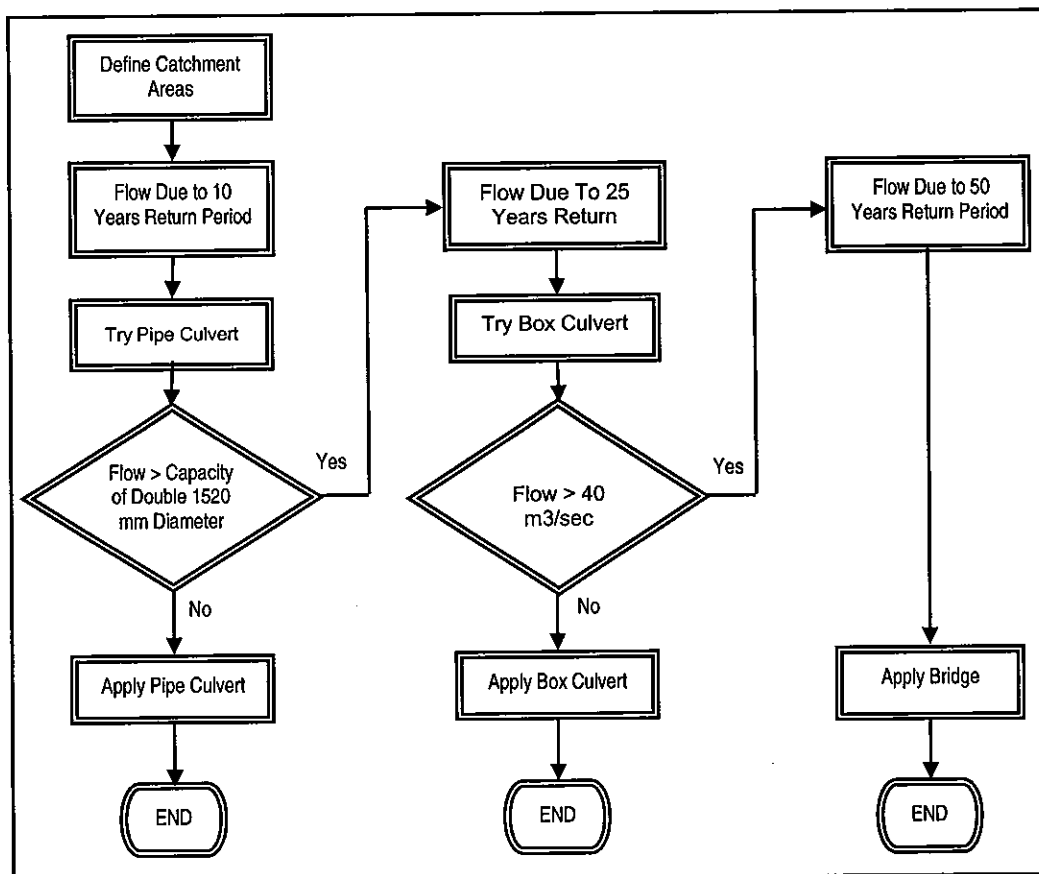 Define Catchment
Areas
Flow Due to 10
Years Return Period
Try Pipe Culvert
Flow > Capacity
of Double 1520
mm Diameter
Yes
No
Apply Pipe Culvert
END
Flow Due To 25
Years Return
Try Box Culvert
Flow > 40
m3/sec
Yes
No
Apply Box Culvert
END
Flow Due to 50
Years Return Period
Apply Bridge
END